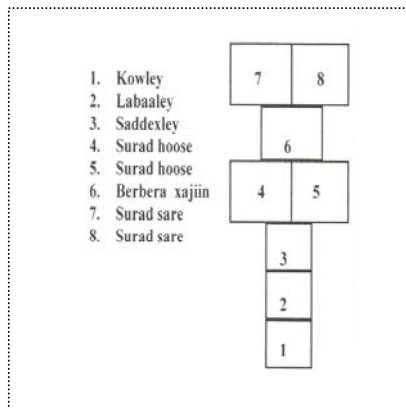 1. Kowley
2. Labaaley
3. Saddexley
4. Surad hoose
5. Surad hoose
6. Berbera xajiin
7. Surad sare
8. Surad sare
7 8
6
4 5
3
2
1